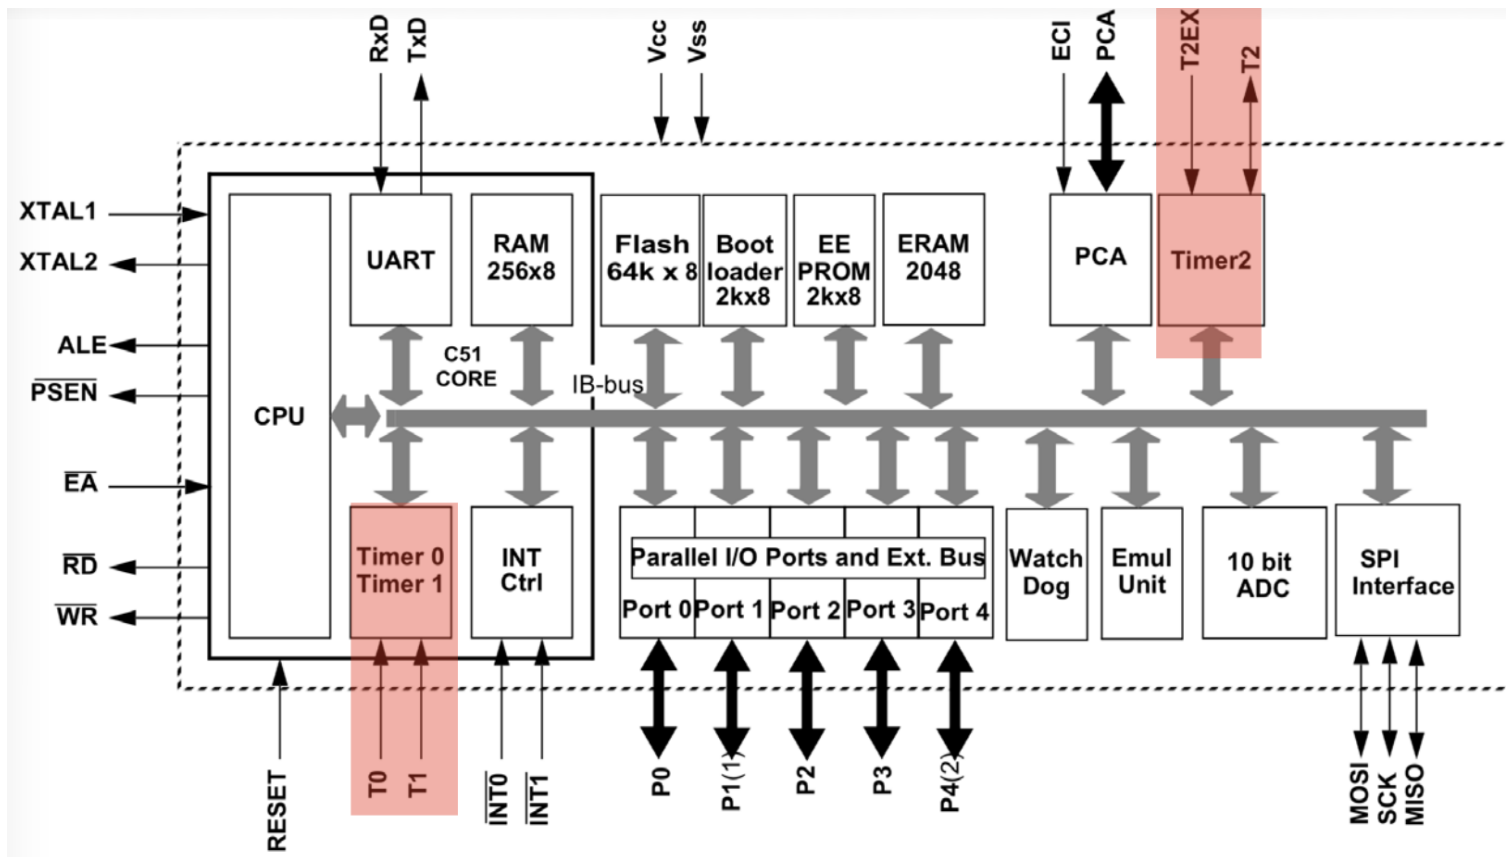 RxD
TxD
Vcc
Vss
ECI
PCA
T2EX
T2
XTAL1
XTAL2
ALE
PSEN
EA
RD
WR
RESET
CPU
UART
RAM
256x8
C51
CORE
IB-bus
Timer 0
Timer 1
INT
Ctrl
T0
T1
INT0
INT1
Flash
64k x 8
Boot
loader
2kx8
EE
PROM
2kx8
ERAM
2048
PCA
Timer2
Parallel I/O Ports and Ext. Bus
Port 0 Port 1 Port 2 Port 3 Port 4
P0
P1(1)
P2
P3
P4(2)
Watch
Dog
Emul
Unit
10 bit
ADC
SPI
Interface
MOSI
SCK
MISO